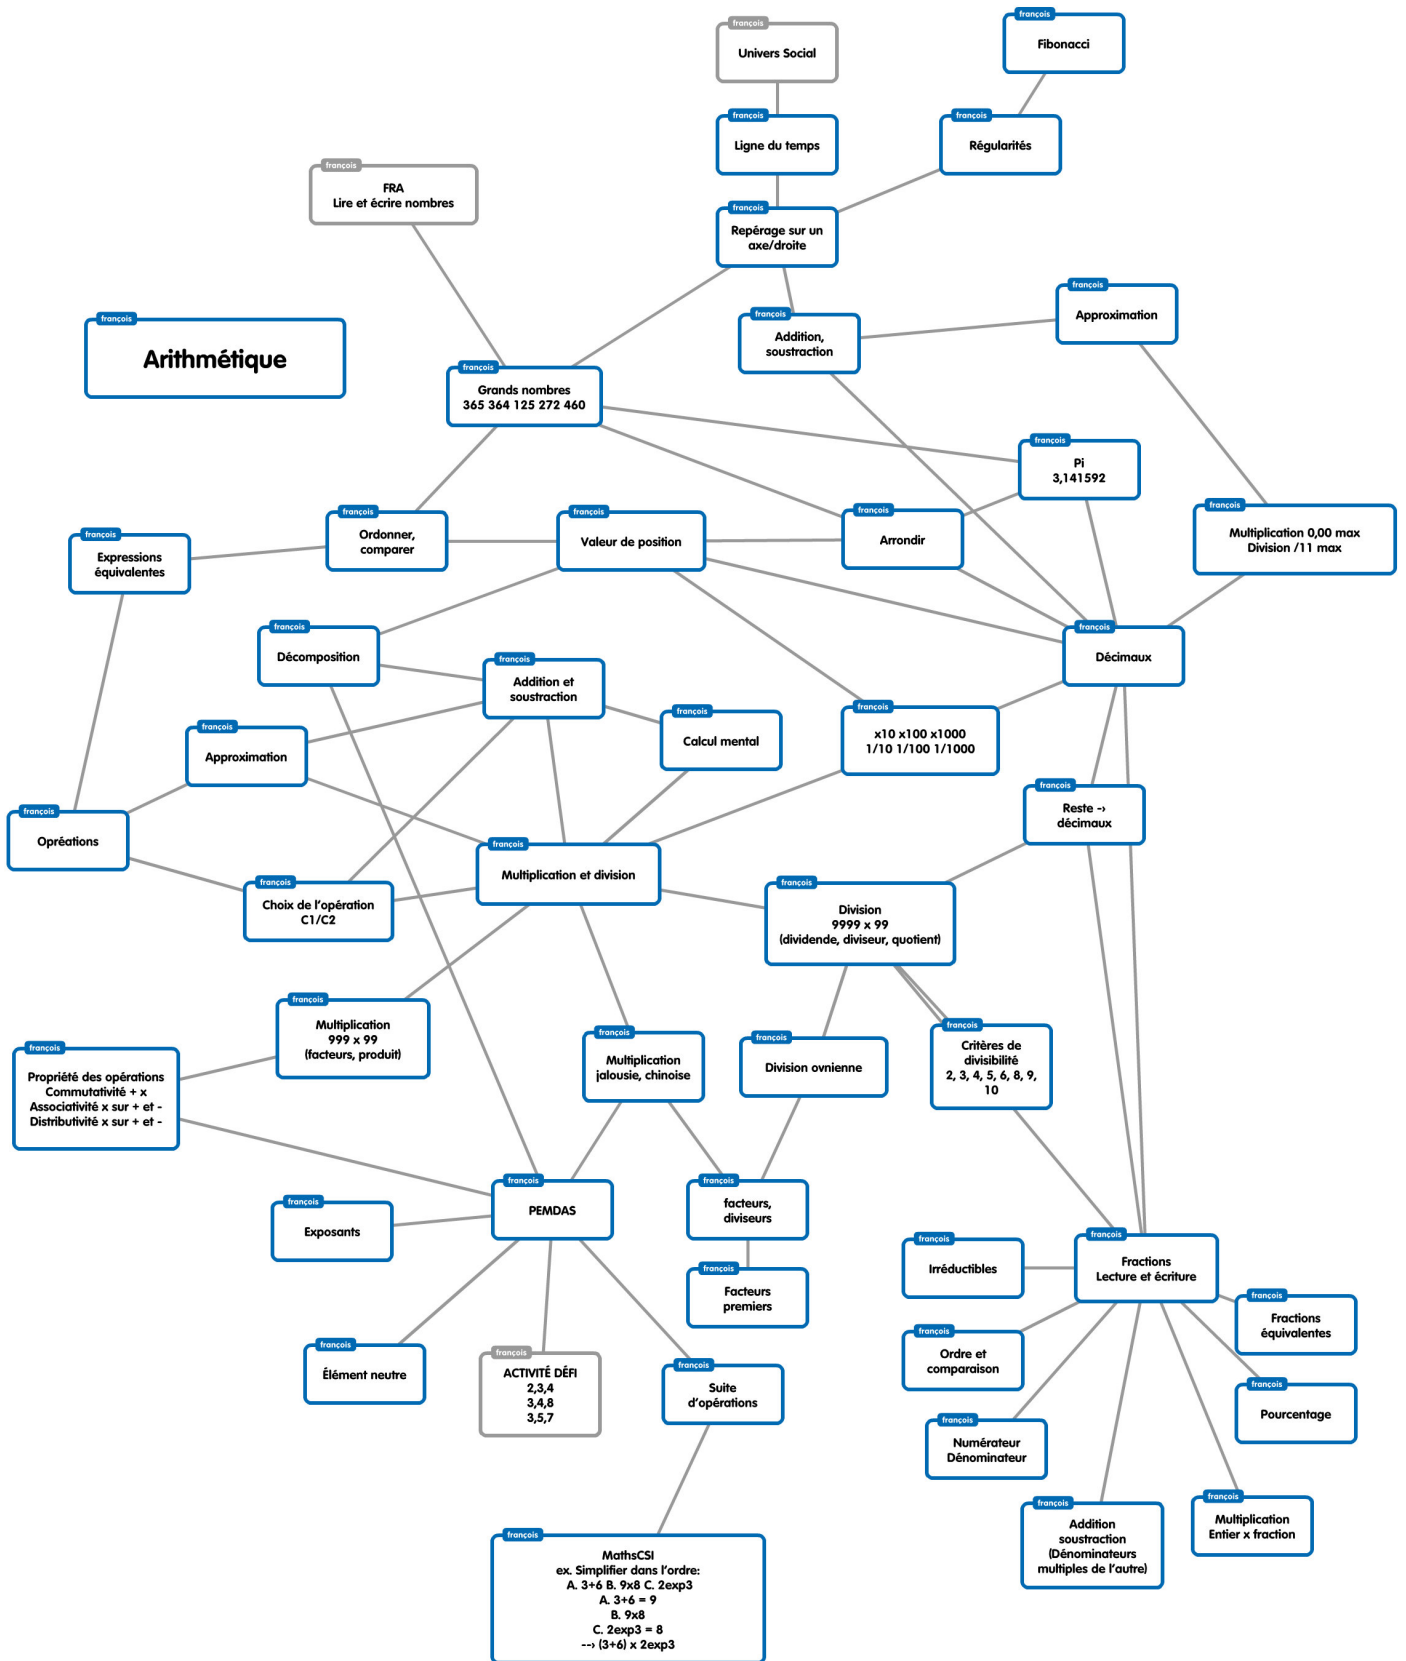 françois
Univers Social
françois
Fibonacci
françois
Ligne du temps
françois
Régularités
françois
FRA
Lire et écrire nombres
françois
Repérage sur un
axe/droite
françois
Approximation
françois
Addition,
soustraction
françois
Arithmétique
françois
Grands nombres
365 364 125 272 460
françois
Pi
3,141592
françois
Multiplication 0,00 max
Division /11 max
françois
Ordonner,
comparer
françois
Valeur de position
françois
Arrondir
françois
Expressions
équivalentes
françois
Décomposition
françois
Décimaux
françois
Addition et
soustraction
françois
Calcul mental
françois
x10 x100 x1000
1/10 1/100 1/1000
françois
Approximation
françois
Reste ->
décimaux
françois
Opréations
françois
Multiplication et division
françois
Choix de l'opération
C1/C2
françois
Division
9999 x 99
(dividende, diviseur, quotient)
françois
Multiplication
999 x 99
(facteurs, produit)
françois
Critères de
divisibilité
2, 3, 4, 5, 6, 8, 9,
10
françois
Multiplication
jalousie, chinoise
françois
Division ovnienne
françois
Propriété des opérations
Commutativité + x
Associativité x sur + et -
Distributivité x sur + et -
françois
PEMDAS
françois
facteurs,
diviseurs
françois
Exposants
françois
Fractions
Lecture et écriture
françois
Irréductibles
françois
Facteurs
premiers
françois
Fractions
équivalentes
françois
Ordre et
comparaison
françois
Élément neutre
françois
ACTIVITÉ DÉFI
2,3,4
3,4,8
3,5,7
françois
Suite
d'opérations
françois
Pourcentage
françois
Numérateur
Dénominateur
françois
Multiplication
Entier x fraction
françois
Addition
soustraction
(Dénominateurs
multiples de l'autre)
françois
MathsCSI
ex. Simplifier dans l'ordre:
A. 3+6 B. 9x8 C. 2exp3
A. 3+6 = 9
B. 9x8
C. 2exp3 = 8
--> (3+6) x 2exp3